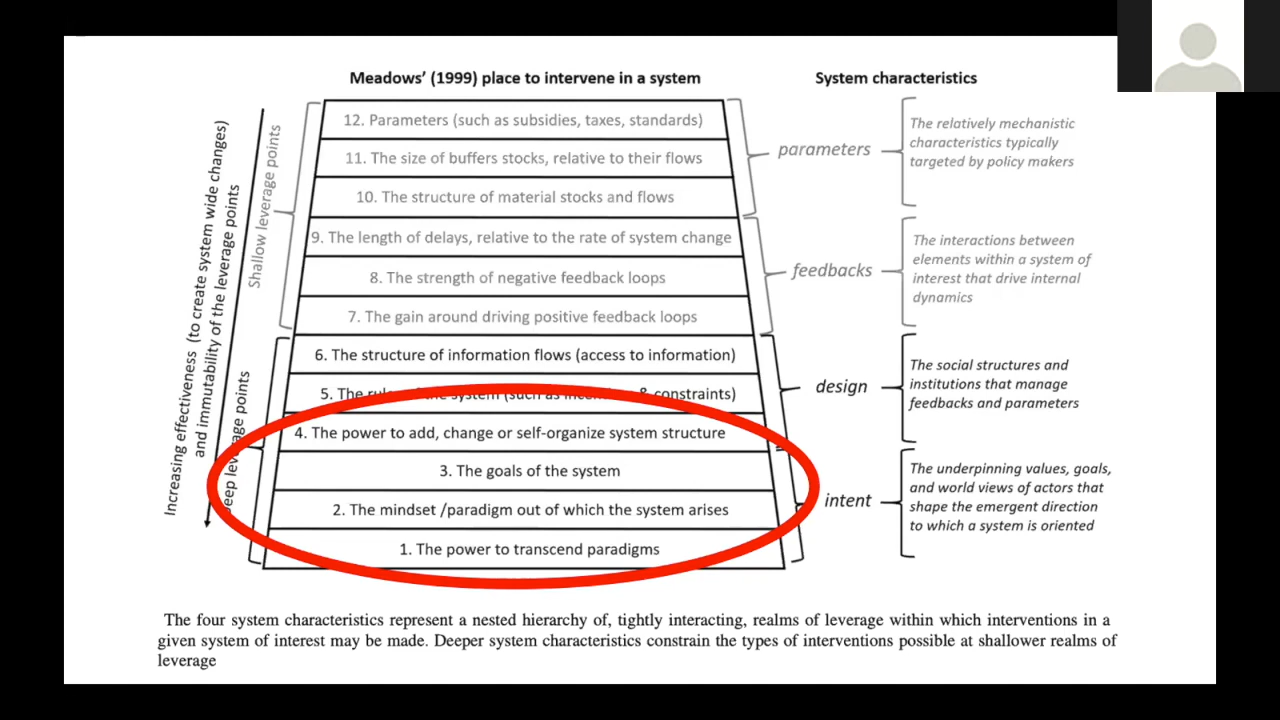 Meadows' (1999) place to intervene in a system
System characteristics
Increasing effectiveness (to create system wide changes)
and immutability of the leverage points
Shallow leverage points
12. Parameters (such as subsidies, taxes, standards)
11. The size of buffers stocks, relative to their flows
10. The structure of material stocks and flows
9. The length of delays, relative to the rate of system change
8. The strength of negative feedback loops
7. The gain around driving positive feedback loops
6. The structure of information flows (access to information)
5. The of the system (such as & constraints)
4. The power to add, change or self-organize system structure
3. The goals of the system
2. The mindset /paradigm out of which the system arises
1. The power to transcend paradigms
points
parameters
The relatively mechanistic
characteristics typically
targeted by policy makers
feedbacks
The interactions between
elements within a system of
interest that drive internal
dynamics
design
The social structures and
institutions that manage
feedbacks and parameters
intent
The underpinning values, goals,
and world views of actors that
shape the emergent direction
to which a system is oriented
The four system characteristics represent a nested hierarchy of, tightly interacting, realms of leverage within which interventions in a
given system of interest may be made. Deeper system characteristics constrain the types of interventions possible at shallower realms of
leverage